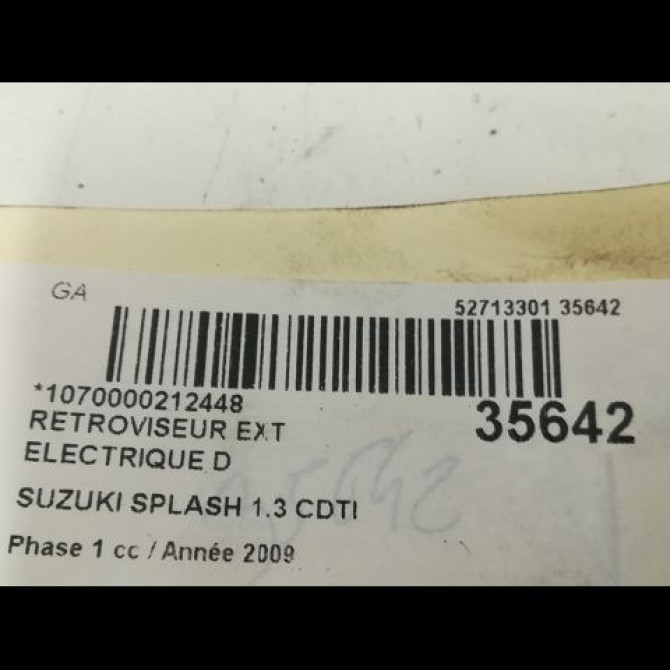 GA
52713301 35642
*1070000212448
35642
RETROVISEUR EXT
ELECTRIQUE D
SUZUKI SPLASH 1.3 CDTI
Phase 1 cc / Année 2009